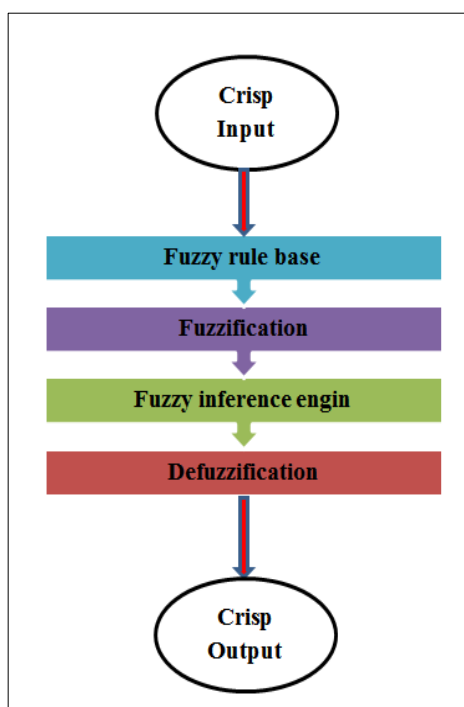 Crisp
Input
Fuzzy rule base
Fuzzification
Fuzzy inference engin
Defuzzification
Crisp
Output